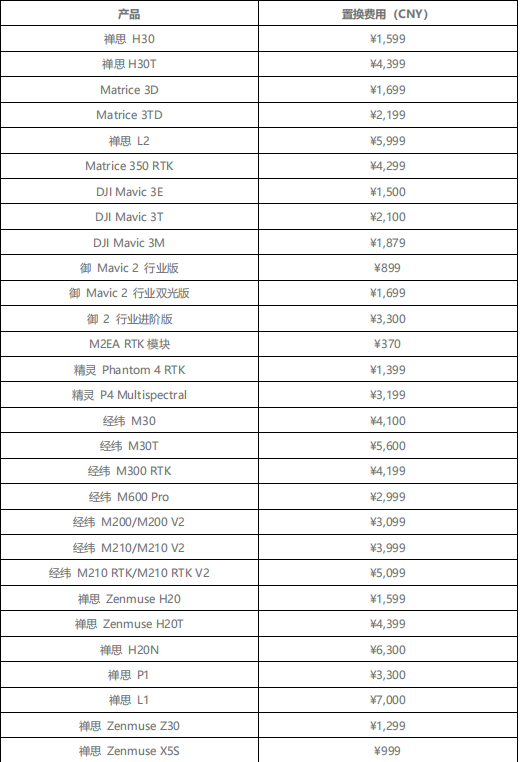 产品 置换费用（CNY）
禅思 H30 ¥1,599
禅思 H30T ¥4,399
Matrice 3D ¥1,699
Matrice 3TD ¥2,199
禅思 L2 ¥5,999
Matrice 350 RTK ¥4,299
DJI Mavic 3E ¥1,500
DJI Mavic 3T ¥2,100
DJI Mavic 3M ¥1,879
御 Mavic 2 行业版 ¥899
御 Mavic 2 行业双光版 ¥1,699
御 2 行业进阶版 ¥3,300
M2EA RTK 模块 ¥370
精灵 Phantom 4 RTK ¥1,399
精灵 P4 Multispectral ¥3,199
经纬 M30 ¥4,100
经纬 M30T ¥5,600
经纬 M300 RTK ¥4,199
经纬 M600 Pro ¥2,999
经纬 M200/M200 V2 ¥3,099
经纬 M210/M210 V2 ¥3,999
经纬 M210 RTK/M210 RTK V2 ¥5,099
禅思 Zenmuse H20 ¥1,599
禅思 Zenmuse H20T ¥4,399
禅思 H20N ¥6,300
禅思 P1 ¥3,300
禅思 L1 ¥7,000
禅思 Zenmuse Z30 ¥1,299
禅思 Zenmuse X5S ¥999